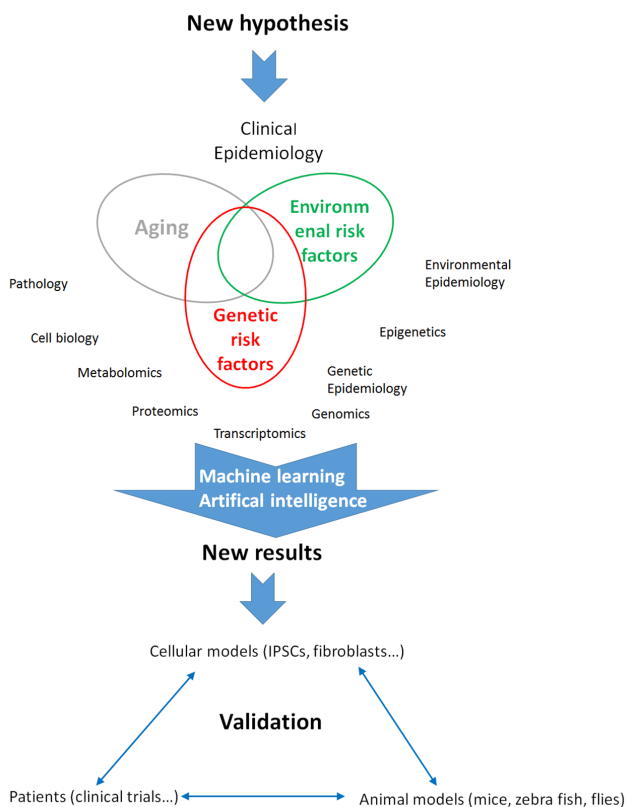 New hypothesis
Clinical
Epidemiology
Aging
Environm
enal risk
factors
Environmental
Epidemiology
Pathology
Genetic
risk
factors
Epigenetics
Cell biology
Metabolomics
Genetic
Epidemiology
Proteomics
Genomics
Transcriptomics
Machine learning
Artifical intelligence
New results
Cellular models (IPSCs, fibroblasts...)
Validation
Patients (clinical trials...)
Animal models (mice, zebra fish, flies)